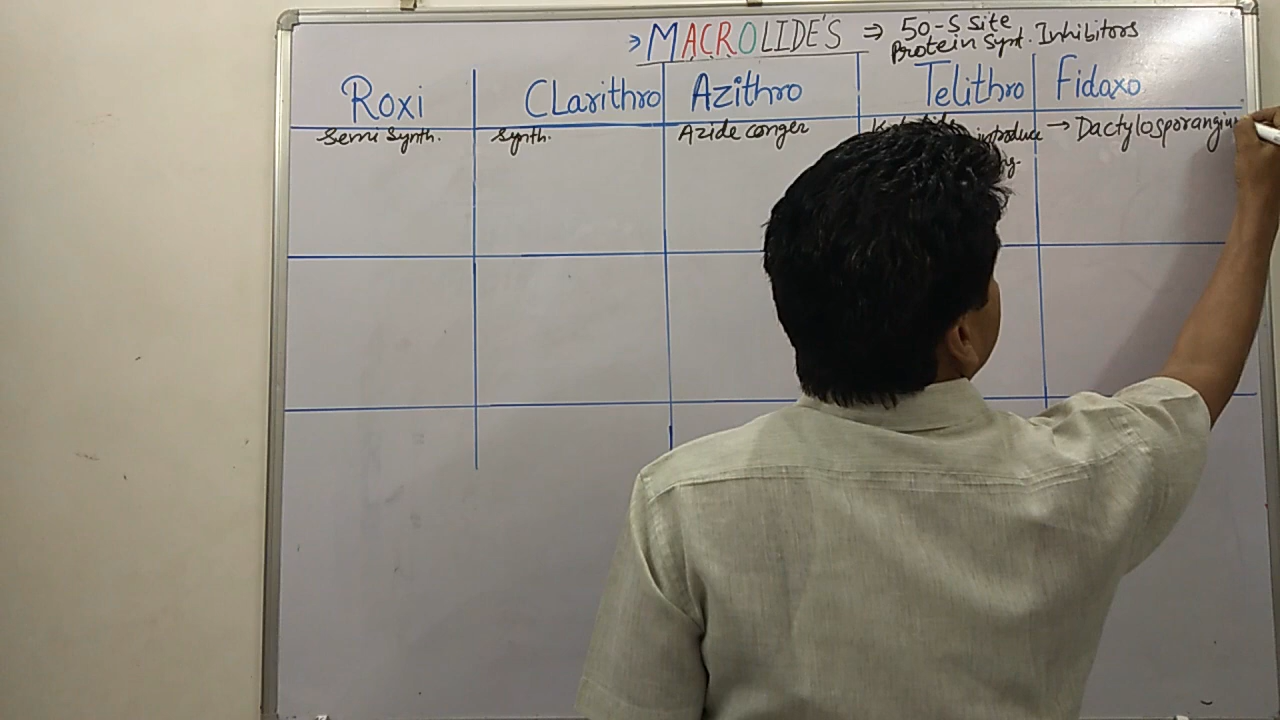 > MACROLIDE'S ⇒ 50-S site
Protein Synt. Inhibitors
Roxi CLarithro Azithro Telithro Fidaxo
Semi Synth. Synth. Azide conger introduce → Dactylosporangium